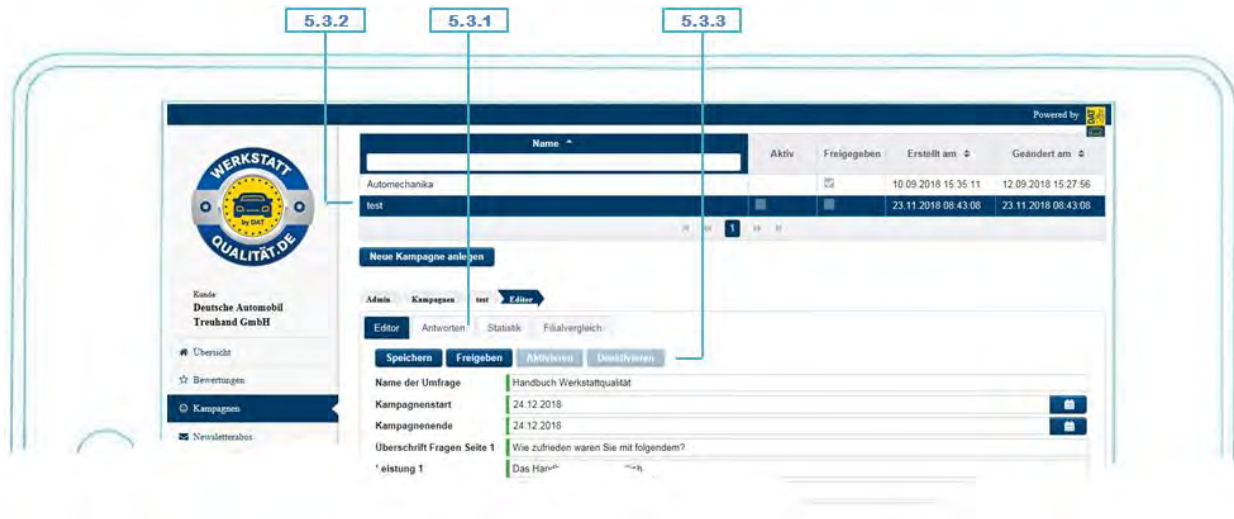 5.3.2 5.3.1 5.3.3
Powered by DAT
WERKSTATT
by DAT
QUALITÄT.DE
Name Aktiv Freigegeben Erstellt am Geändert am
Automechanika 10.09.2018 15:35:11 12.09.2018 15:27:56
test 23.11.2018 08:43:08 23.11.2018 08:43:08
1
Neue Kampagne anlegen
Kunde
Deutsche Automobil
Treuhand GmbH
Übersicht
Bewertungen
Kampagnen
Newsletterabos
Admin Kampagnen test Editor
Editor Antworten Statistik Filialvergleich
Speichern Freigeben Aktivieren Deaktivieren
Name der Umfrage Handbuch Werkstattqualität
Kampagnenstart 24.12.2018
Kampagnenende 24.12.2018
Überschrift Fragen Seite 1 Wie zufrieden waren Sie mit folgendem?
eistung 1 Das